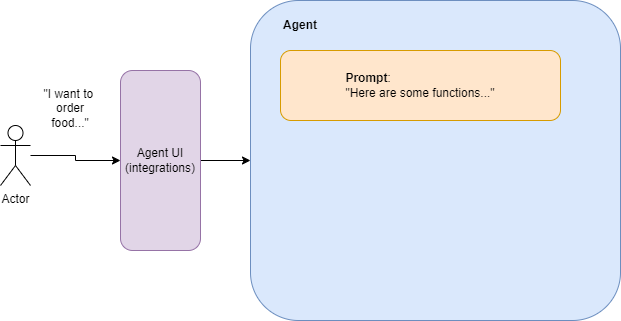 Agent
Prompt:
"Here are some functions..."
"I want to
order
food..."
Agent UI
(integrations)
Actor